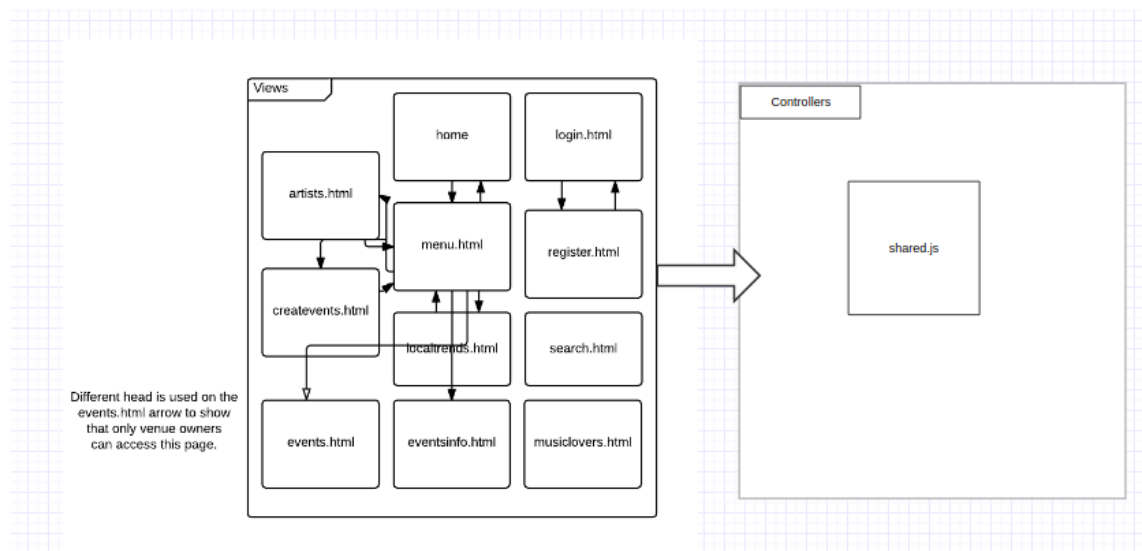 Views
home
login.html
artists.html
menu.html
register.html
createvents.html
localtrends.html
search.html
Different head is used on the
events.html arrow to show
that only venue owners
can access this page.
events.html
eventsinfo.html
musiclovers.html
Controllers
shared.js